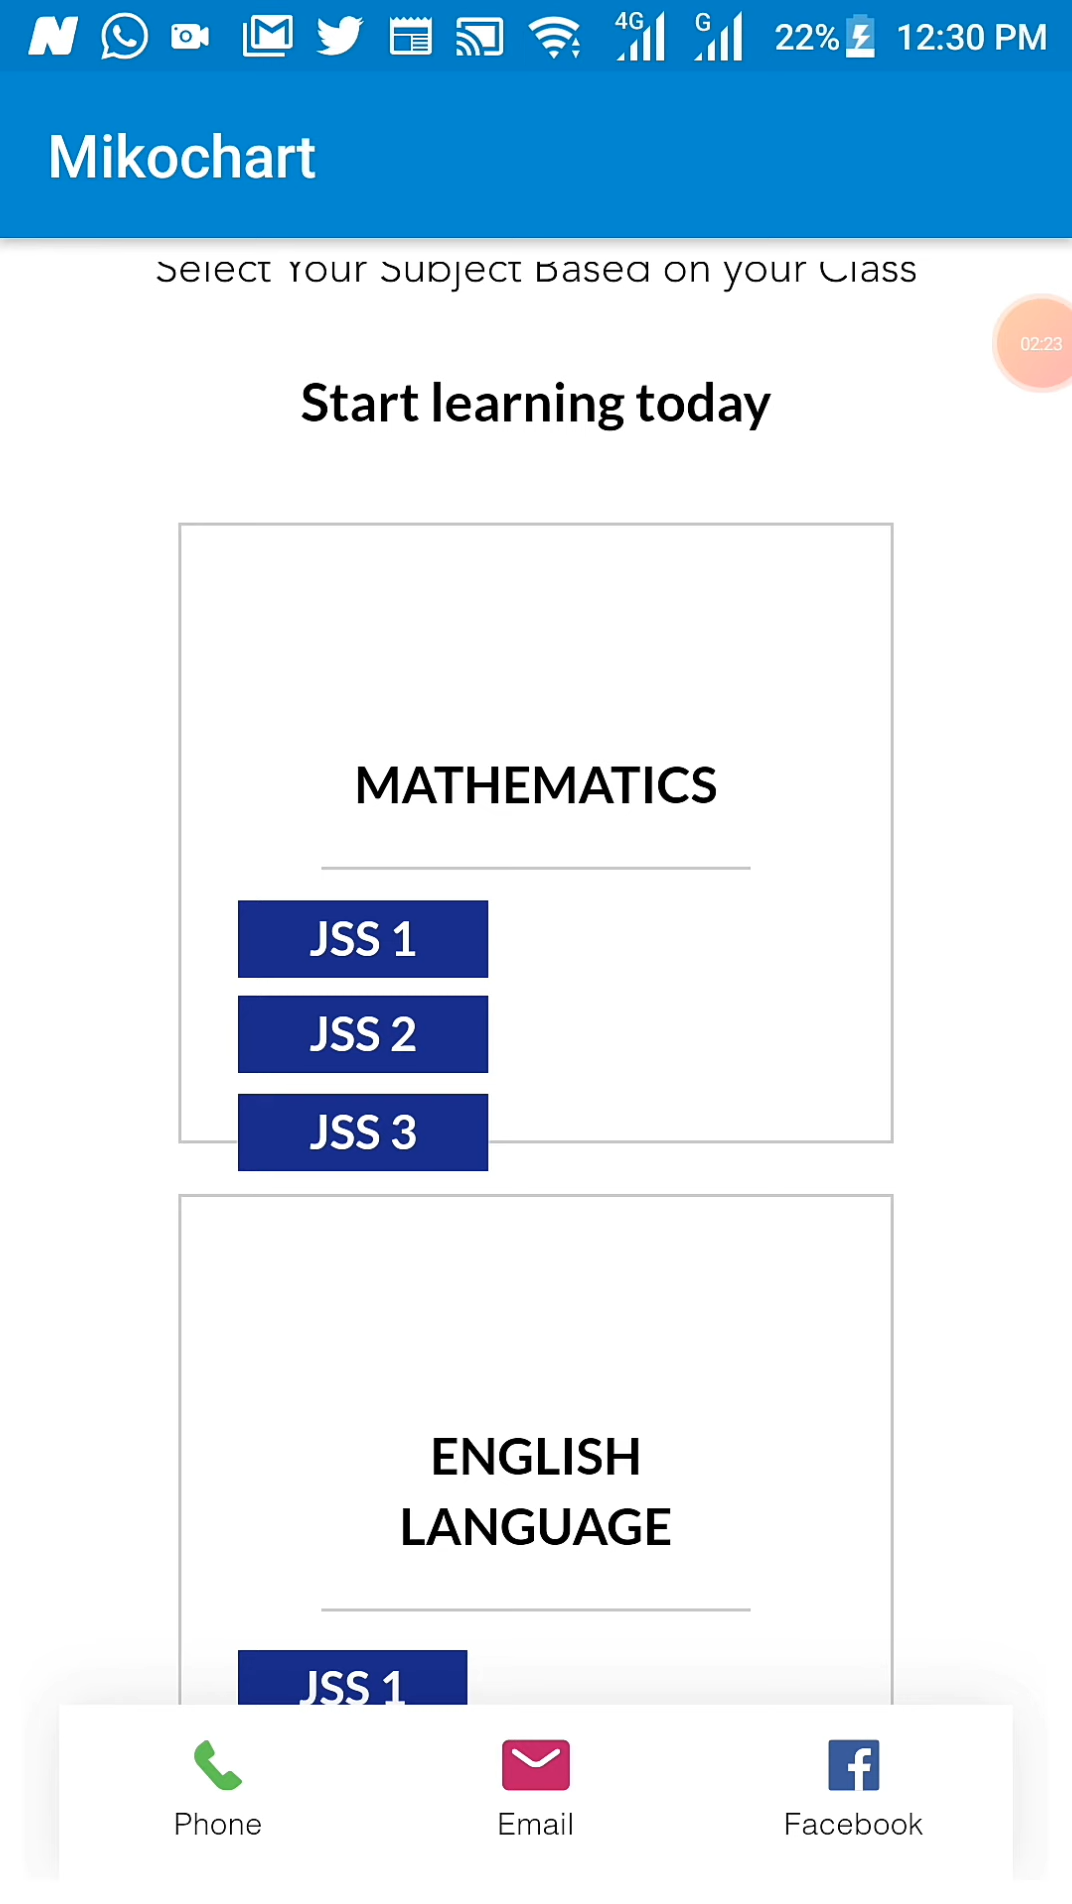 4G G 22% 12:30 PM
Mikochart
Select Your Subject Based on your Class
02:23
Start learning today
MATHEMATICS
JSS 1
JSS 2
JSS 3
ENGLISH
LANGUAGE
JSS 1
Phone Email Facebook